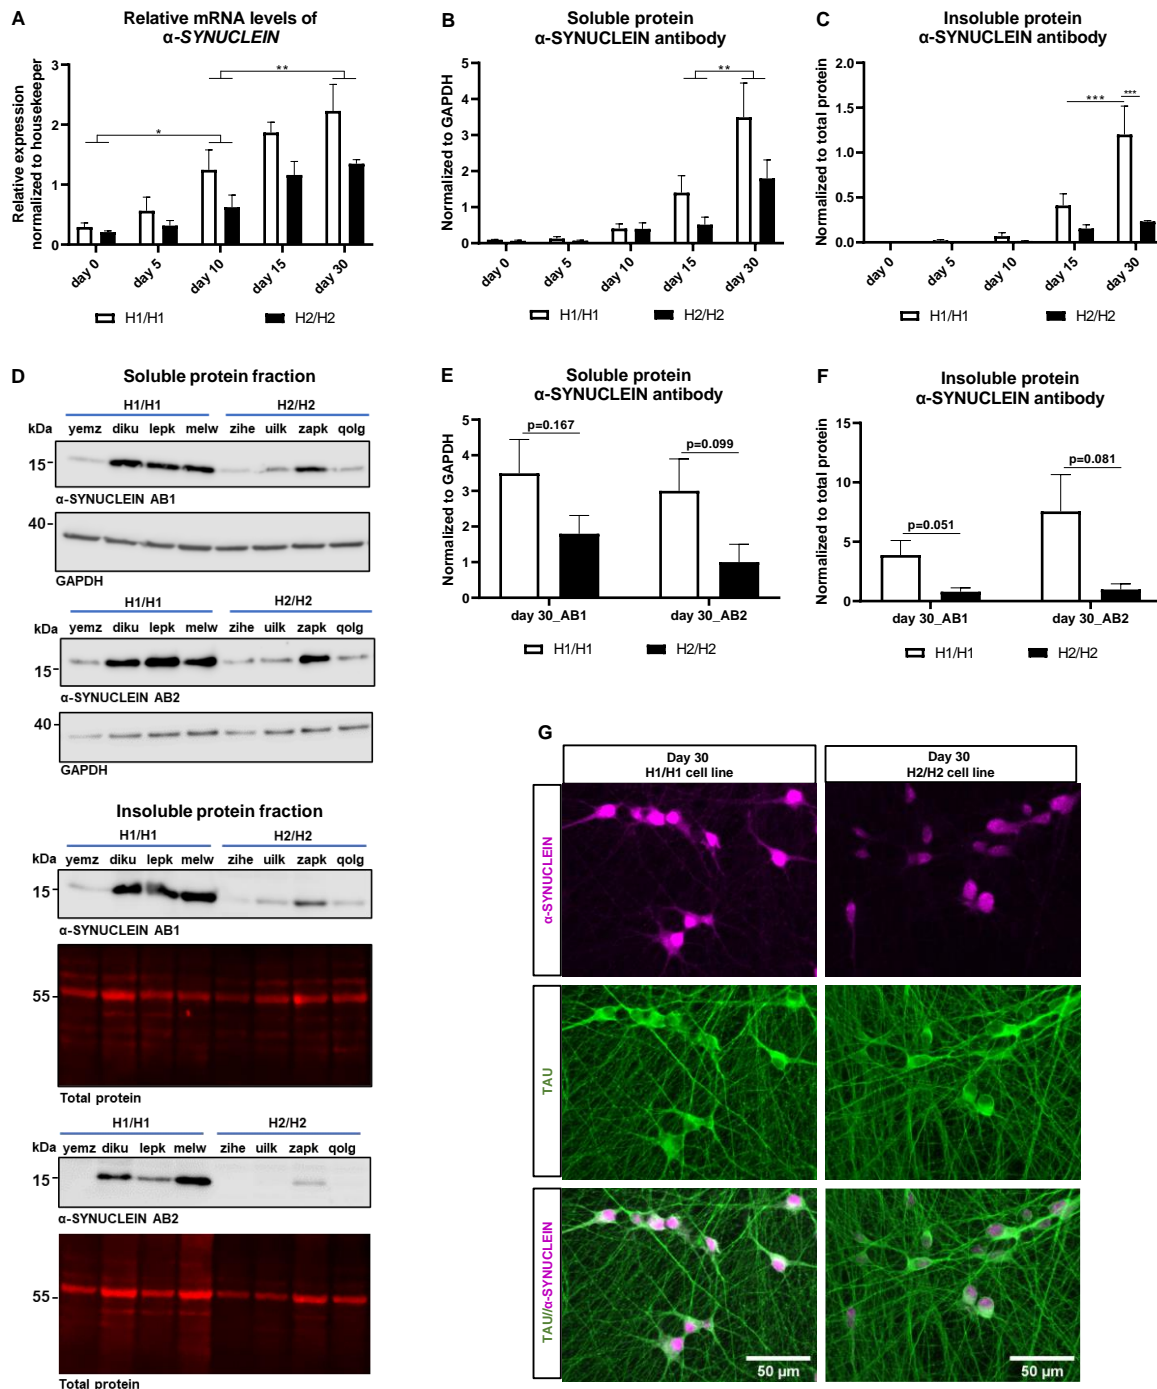 A
Relative mRNA levels of
α-SYNUCLEIN
Relative expression
normalized to housekeeper
3
2
1
0
*
**
day 0
day 5
day 10
day 15
day 30
H1/H1
H2/H2
B
Soluble protein
α-SYNUCLEIN antibody
Normalized to GAPDH
5
4
3
2
1
0
**
day 0
day 5
day 10
day 15
day 30
H1/H1
H2/H2
C
Insoluble protein
α-SYNUCLEIN antibody
Normalized to total protein
2.0
1.5
1.0
0.5
0.0
***
***
day 0
day 5
day 10
day 15
day 30
H1/H1
H2/H2
D
Soluble protein fraction
H1/H1 H2/H2
kDa yemz diku lepk melw zihe uilk zapk qolg
15
α-SYNUCLEIN AB1
40
GAPDH
H1/H1 H2/H2
kDa yemz diku lepk melw zihe uilk zapk qolg
15
α-SYNUCLEIN AB2
40
GAPDH
Insoluble protein fraction
H1/H1 H2/H2
kDa yemz diku lepk melw zihe uilk zapk qolg
15
α-SYNUCLEIN AB1
55
Total protein
H1/H1 H2/H2
kDa yemz diku lepk melw zihe uilk zapk qolg
15
α-SYNUCLEIN AB2
55
Total protein
E
Soluble protein
α-SYNUCLEIN antibody
Normalized to GAPDH
5
4
3
2
1
0
p=0.167
p=0.099
day 30_AB1
day 30_AB2
H1/H1
H2/H2
F
Insoluble protein
α-SYNUCLEIN antibody
Normalized to total protein
15
10
5
0
p=0.051
p=0.081
day 30_AB1
day 30_AB2
H1/H1
H2/H2
G
Day 30
H1/H1 cell line
Day 30
H2/H2 cell line
α-SYNUCLEIN
TAU
TAU//α-SYNUCLEIN
50 μm
50 μm